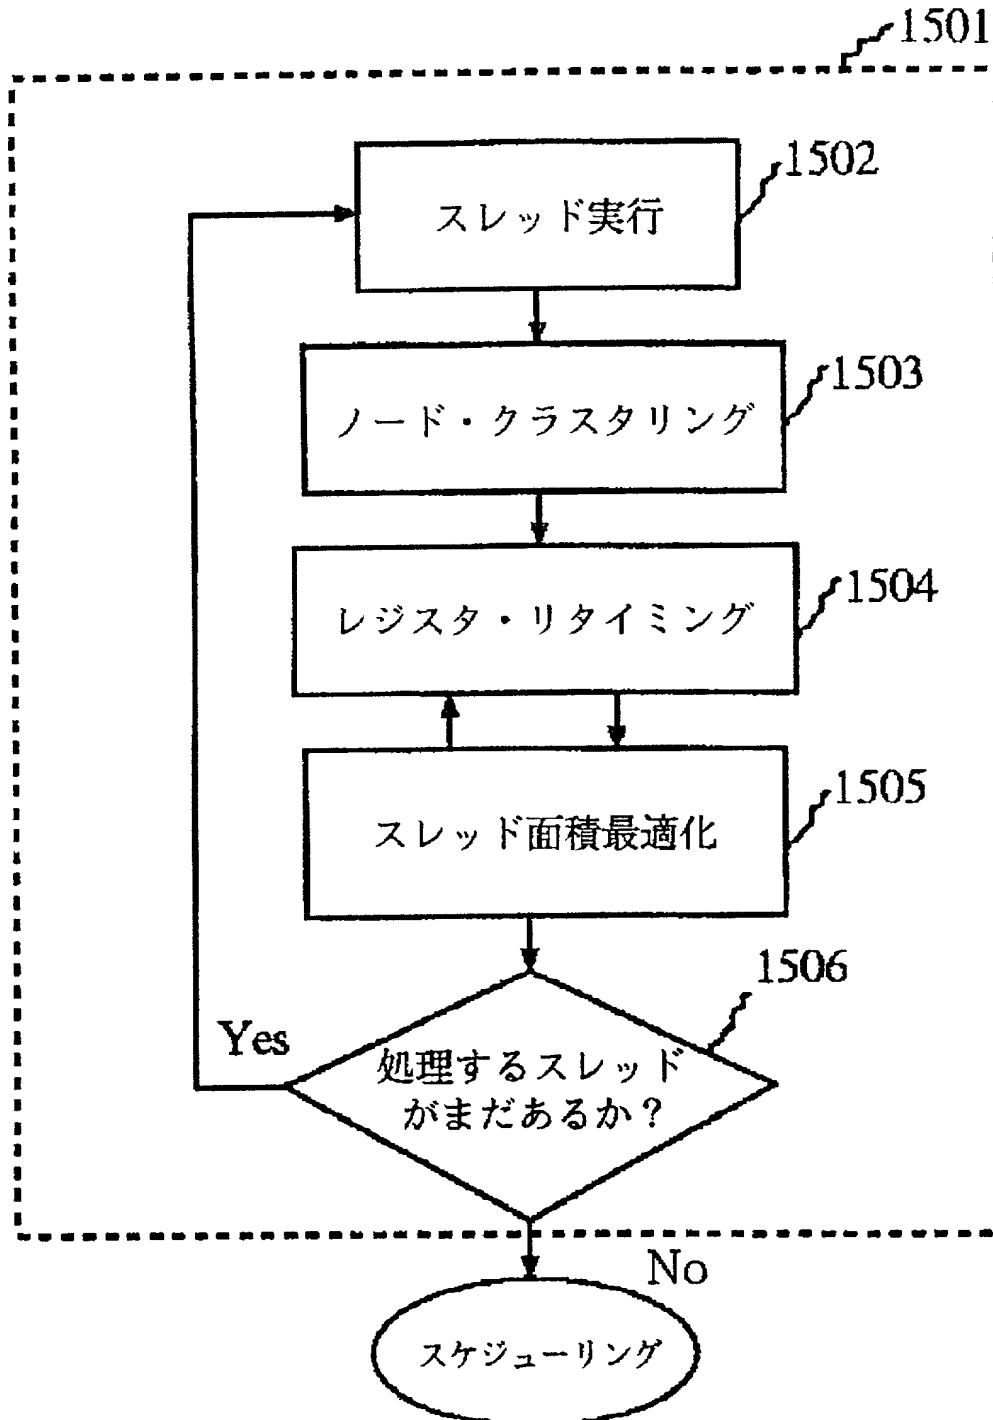 1501
スレッド実行
1502
ノード・クラスタリング
1503
レジスタ・リタイミング
1504
スレッド面積最適化
1505
1506
Yes
処理するスレッド
がまだあるか？
No
スケジューリング